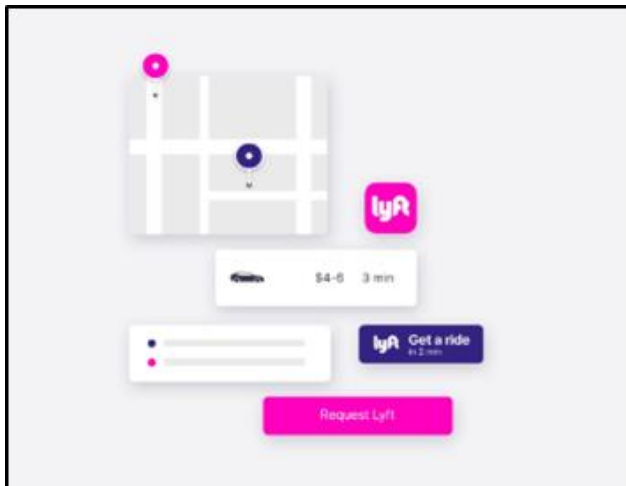 lyft
$4-6 3 min
lyft Get a ride
in 2 min
Request Lyft